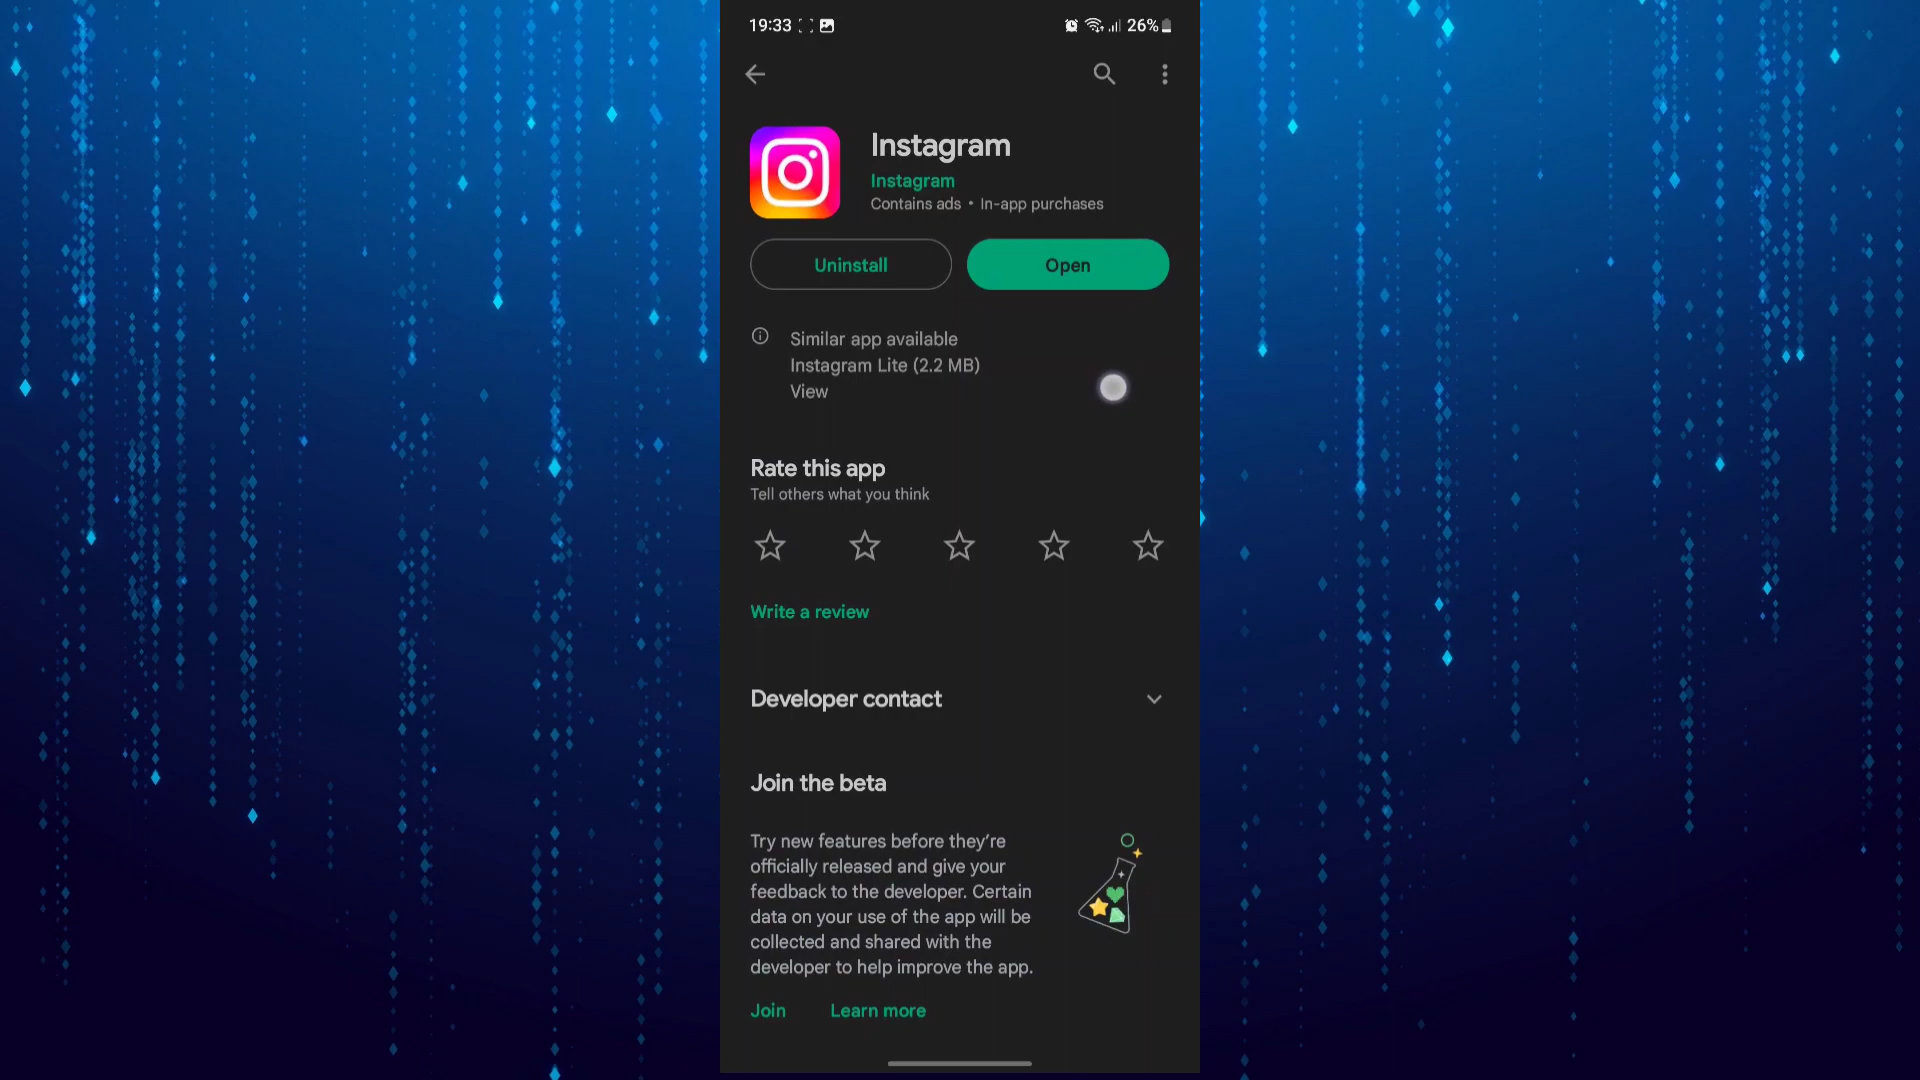 19:33
26%
Instagram
Instagram
Contains ads • In-app purchases
Uninstall
Open
Similar app available
Instagram Lite (2.2 MB)
View
Rate this app
Tell others what you think
Write a review
Developer contact
Join the beta
Try new features before they’re
officially released and give your
feedback to the developer. Certain
data on your use of the app will be
collected and shared with the
developer to help improve the app.
Join
Learn more